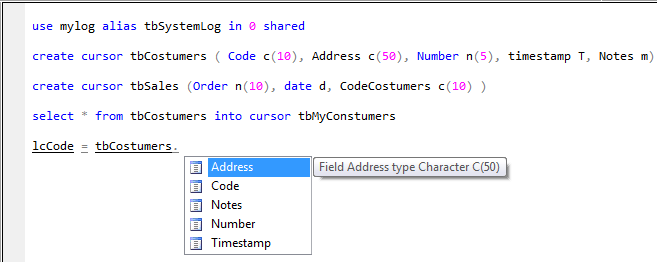 use mylog alias tbSystemLog in 0 shared
create cursor tbCostumers ( Code c(10), Address c(50), Number n(5), timestamp T, Notes m)
create cursor tbSales (Order n(10), date d, CodeCostumers c(10) )
select * from tbCostumers into cursor tbMyConstumers
lcCode = tbCostumers.
Address Field Address type Character C(50)
Code
Notes
Number
Timestamp